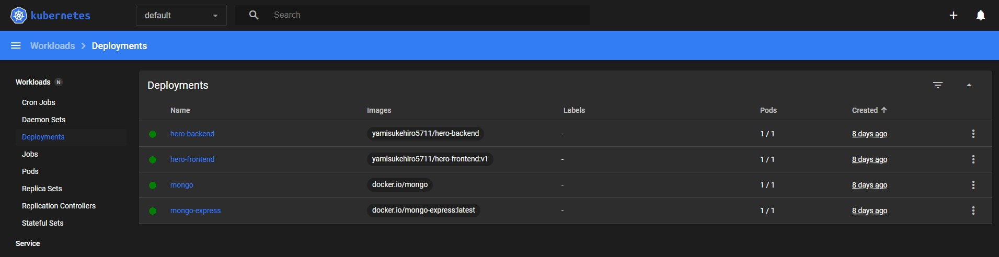 kubernetes default Search
Workloads Deployments
Workloads N
Cron Jobs
Daemon Sets
Deployments
Jobs
Pods
Replica Sets
Replication Controllers
Stateful Sets
Service
Deployments
Name Images Labels Pods Created
hero-backend yamisukehiro5711/hero-backend - 1 / 1 8 days ago
hero-frontend yamisukehiro5711/hero-frontend:v1 - 1 / 1 8 days ago
mongo docker.io/mongo - 1 / 1 8 days ago
mongo-express docker.io/mongo-express:latest - 1 / 1 8 days ago